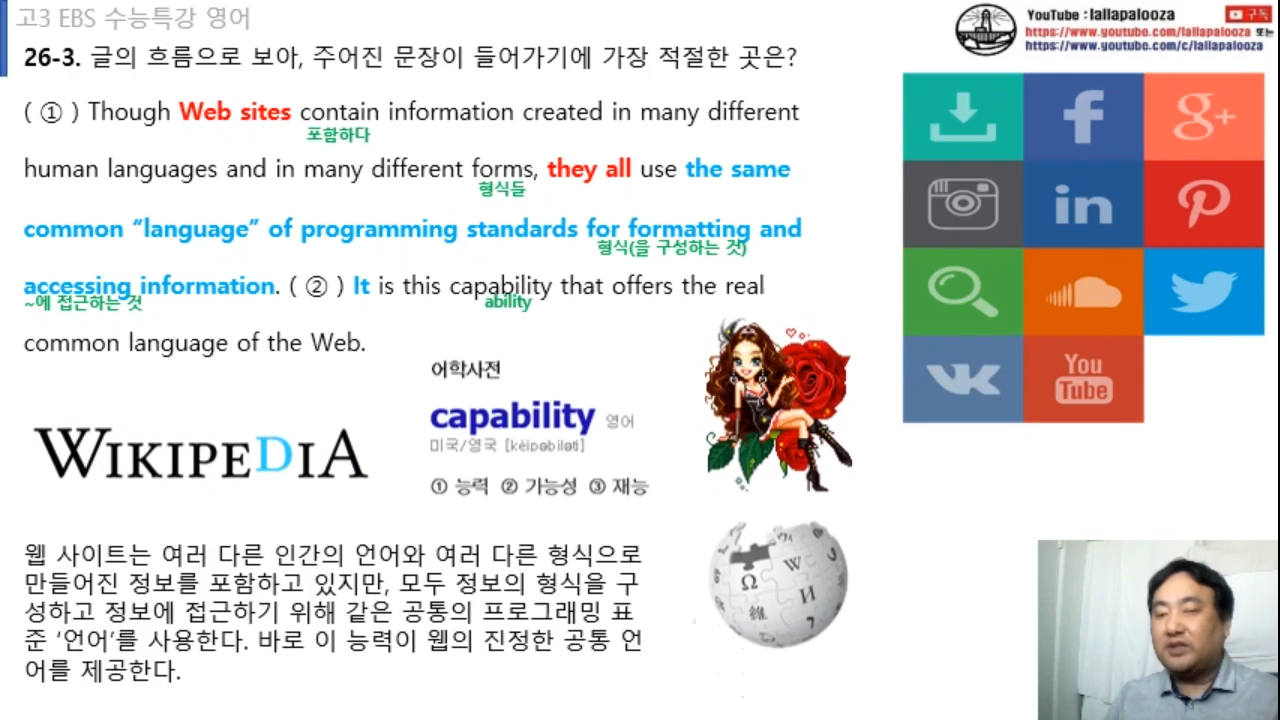 고3 EBS 수능특강 영어
YouTube : lallapalooza
구독
https://www.youtube.com/lallapalooza 또는
https://www.youtube.com/c/lallapalooza
26-3. 글의 흐름으로 보아, 주어진 문장이 들어가기에 가장 적절한 곳은?
( ① ) Though Web sites contain information created in many different
포함하다
human languages and in many different forms, they all use the same
형식들
common “language” of programming standards for formatting and
형식(을 구성하는 것)
accessing information. ( ② ) It is this capability that offers the real
~에 접근하는 것
ability
common language of the Web.
어학사전
capability 영어
미국/영국 [kèipəbíləti]
① 능력 ② 가능성 ③ 재능
WIKIPEDIA
g+
in
You
Tube
Ω
W
И
維
웹 사이트는 여러 다른 인간의 언어와 여러 다른 형식으로
만들어진 정보를 포함하고 있지만, 모두 정보의 형식을 구
성하고 정보에 접근하기 위해 같은 공통의 프로그래밍 표
준 ‘언어’를 사용한다. 바로 이 능력이 웹의 진정한 공통 언
어를 제공한다.